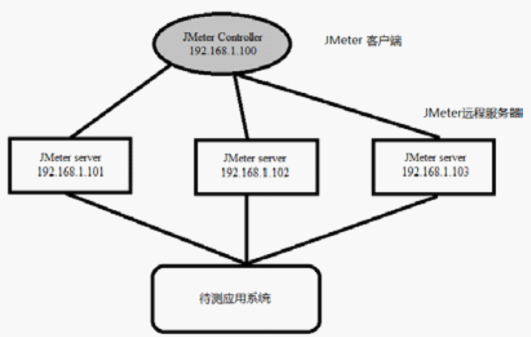 JMeter Controller
192.168.1.100
JMeter 客户端
JMeter远程服务器
JMeter server
192.168.1.101
JMeter server
192.168.1.102
JMeter server
192.168.1.103
待测应用系统